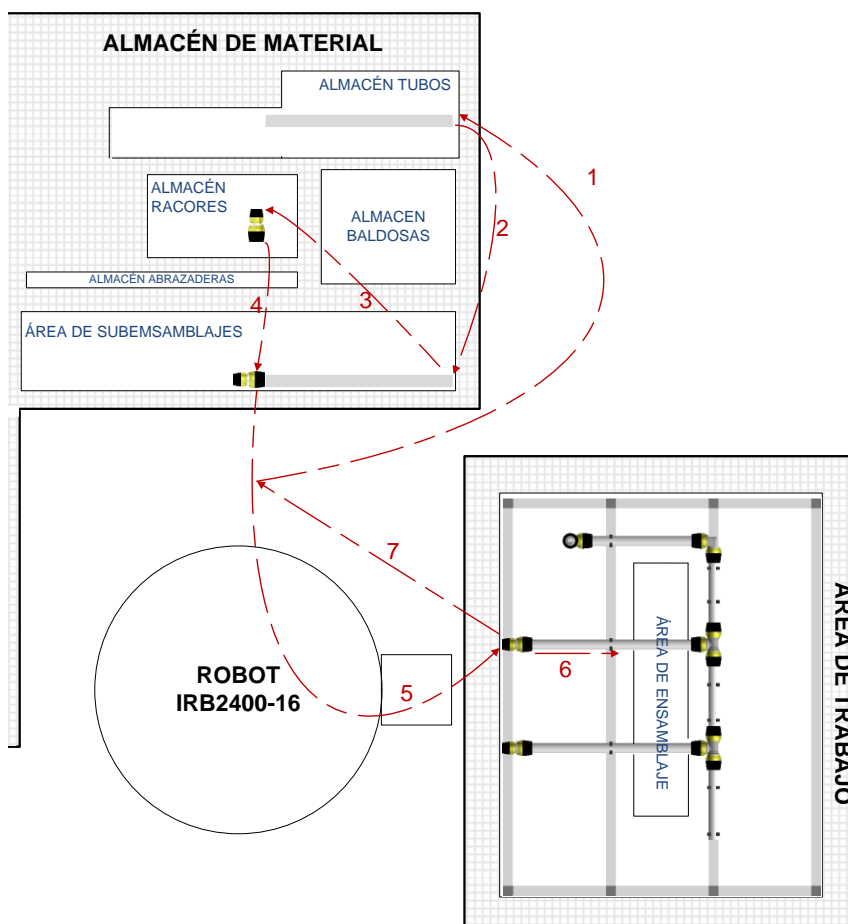 ALMACÉN DE MATERIAL
ALMACÉN TUBOS
1
ALMACÉN
RACORES
ALMACEN
BALDOSAS
2
ALMACÉN ABRAZADERAS
4
3
ÁREA DE SUBEMSAMBLAJES
7
6
ROBOT
IRB2400-16
5
ÁREA DE ENSAMBLAJE
ÁREA DE TRABAJO